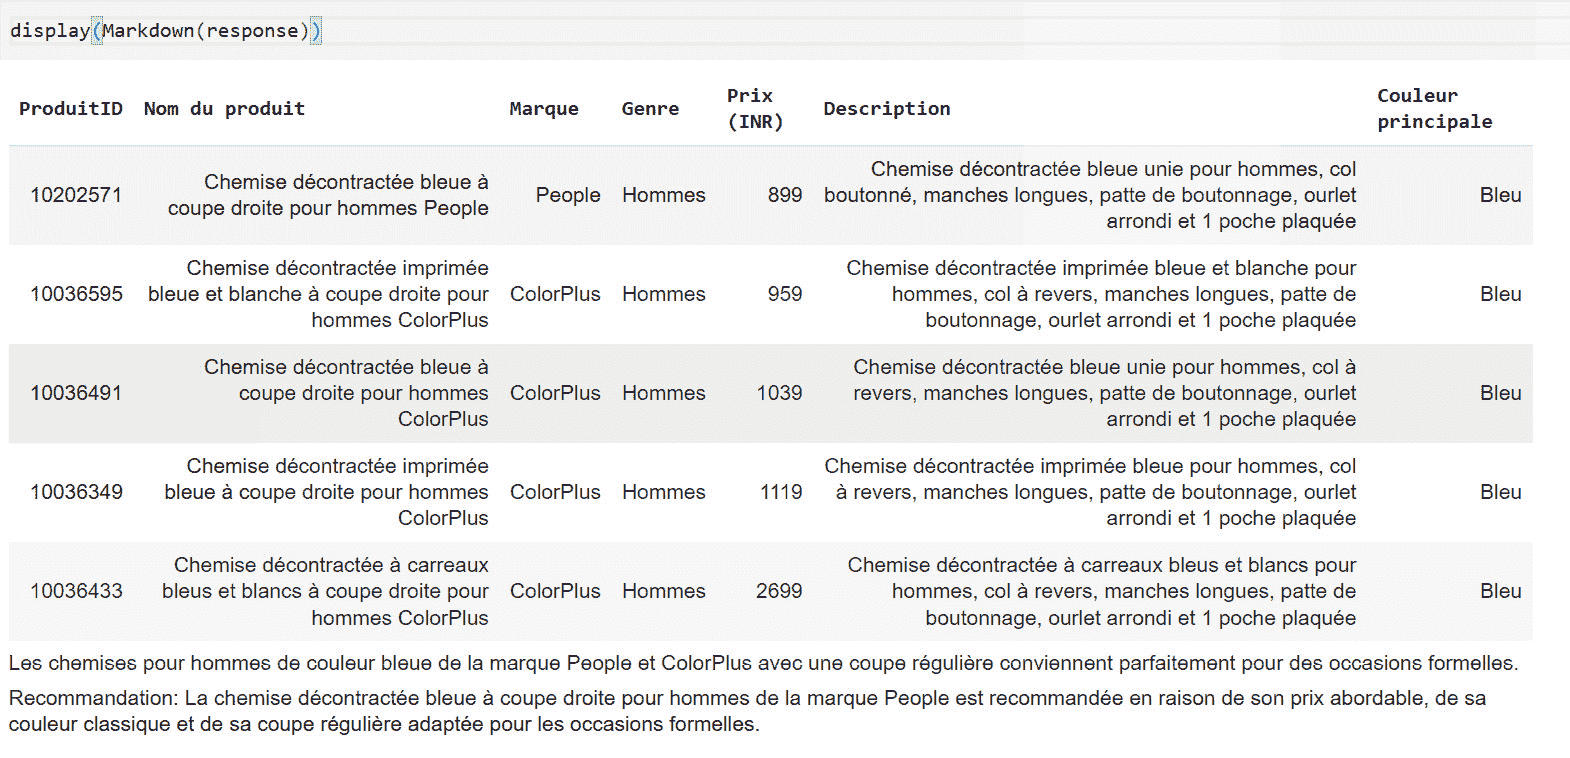 display(Markdown(response))
ProduitID Nom du produit Marque Genre Prix (INR) Description Couleur principale
10202571 Chemise décontractée bleue à coupe droite pour hommes People People Hommes 899 Chemise décontractée bleue unie pour hommes, col boutonné, manches longues, patte de boutonnage, ourlet arrondi et 1 poche plaquée Bleu
10036595 Chemise décontractée imprimée bleue et blanche à coupe droite pour hommes ColorPlus ColorPlus Hommes 959 Chemise décontractée imprimée bleue et blanche pour hommes, col à revers, manches longues, patte de boutonnage, ourlet arrondi et 1 poche plaquée Bleu
10036491 Chemise décontractée bleue à coupe droite pour hommes ColorPlus ColorPlus Hommes 1039 Chemise décontractée bleue unie pour hommes, col à revers, manches longues, patte de boutonnage, ourlet arrondi et 1 poche plaquée Bleu
10036349 Chemise décontractée imprimée bleue à coupe droite pour hommes ColorPlus ColorPlus Hommes 1119 Chemise décontractée imprimée bleue pour hommes, col à revers, manches longues, patte de boutonnage, ourlet arrondi et 1 poche plaquée Bleu
10036433 Chemise décontractée à carreaux bleus et blancs à coupe droite pour hommes ColorPlus ColorPlus Hommes 2699 Chemise décontractée à carreaux bleus et blancs pour hommes, col à revers, manches longues, patte de boutonnage, ourlet arrondi et 1 poche plaquée Bleu
Les chemises pour hommes de couleur bleue de la marque People et ColorPlus avec une coupe régulière conviennent parfaitement pour des occasions formelles.
Recommandation: La chemise décontractée bleue à coupe droite pour hommes de la marque People est recommandée en raison de son prix abordable, de sa
couleur classique et de sa coupe régulière adaptée pour les occasions formelles.